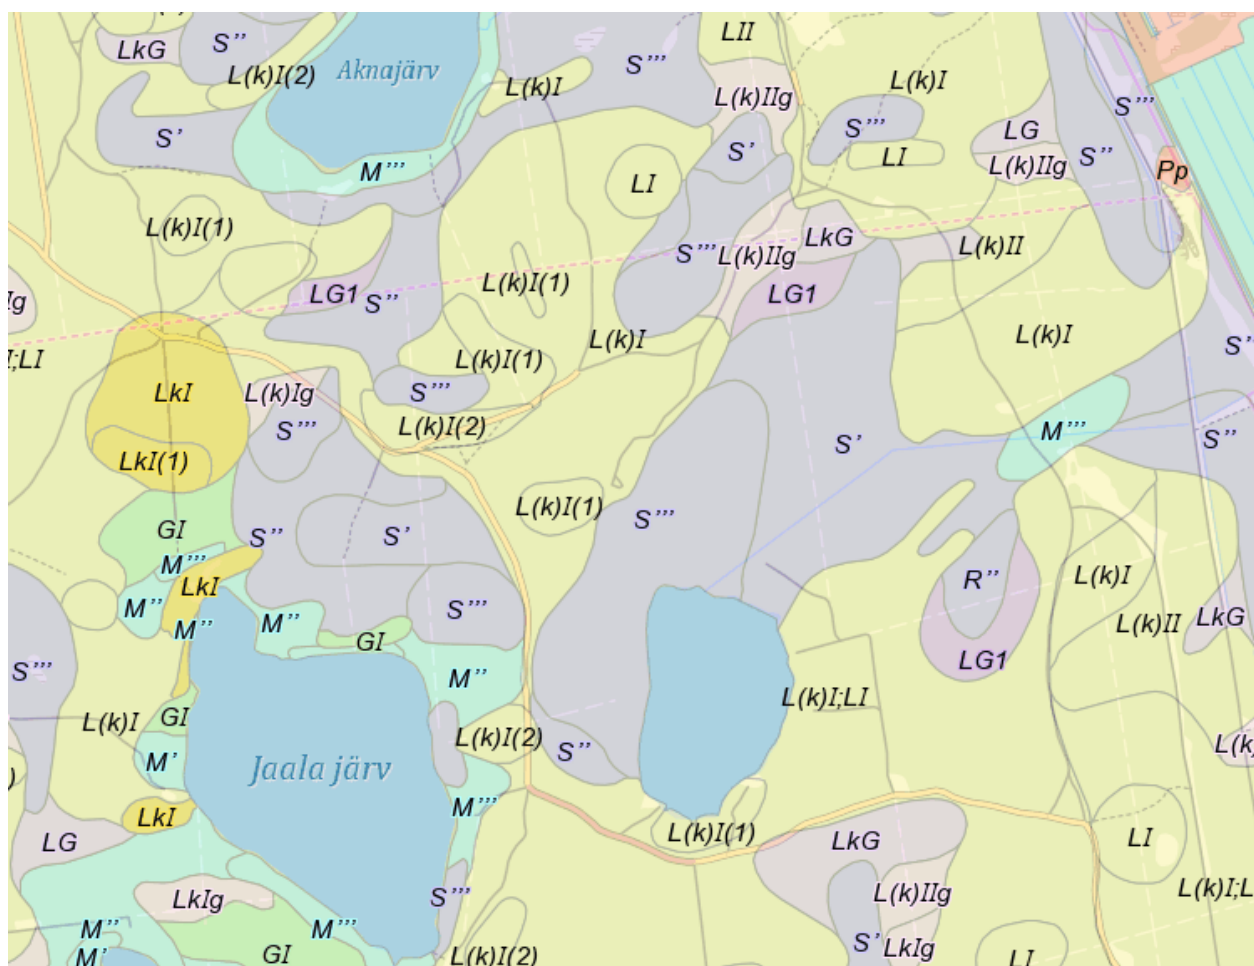 LII
S’’
LkG
S’’’
Aknajärv
L(k)I(2)
L(k)I
L(k)I
L(k)IIg
S’’’
S’’’
LG
S’
S’
LI
S’’
M’’’
L(k)IIg
Pp
LI
L(k)I(1)
LkG
L(k)II
S’’’
L(k)IIg
L(k)I(1)
LG1
LG1
Ig
S’’
L(k)I
L(k)I
S’’
I;LI
L(k)I(1)
LkI
L(k)Ig
S’’’
L(k)I(2)
S’’’
M’’’
S’
S’’
LkI(1)
L(k)I(1)
S’’’
GI
S’’
S’
M’’’
LkI
R’’
L(k)I
M’’
S’’’
L(k)II
LkG
M’’
M’’
GI
LG1
S’’’
M’’
L(k)I;LI
GI
L(k)I
L(k)I(2)
S’’
L(k)
M’
Jaala järv
)
LkI
M’’’
L(k)I(1)
LkG
LI
LG
LkIg
S’’’
L(k)IIg
L(k)I;L
M’’
M’’’
S’
LkIg
M’
GI
L(k)I(2)
LI